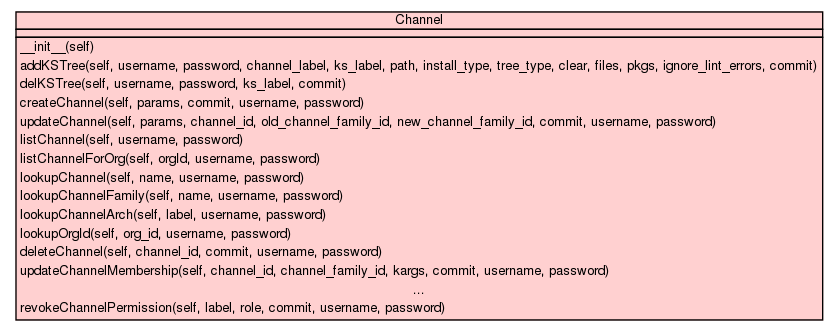 Channel
__init__(self)
addKSTree(self, username, password, channel_label, ks_label, path, install_type, tree_type, clear, files, pkgs, ignore_lint_errors, commit)
delKSTree(self, username, password, ks_label, commit)
createChannel(self, params, commit, username, password)
updateChannel(self, params, channel_id, old_channel_family_id, new_channel_family_id, commit, username, password)
listChannel(self, username, password)
listChannelForOrg(self, orgId, username, password)
lookupChannel(self, name, username, password)
lookupChannelFamily(self, name, username, password)
lookupChannelArch(self, label, username, password)
lookupOrgId(self, org_id, username, password)
deleteChannel(self, channel_id, commit, username, password)
updateChannelMembership(self, channel_id, channel_family_id, kargs, commit, username, password)
...
revokeChannelPermission(self, label, role, commit, username, password)